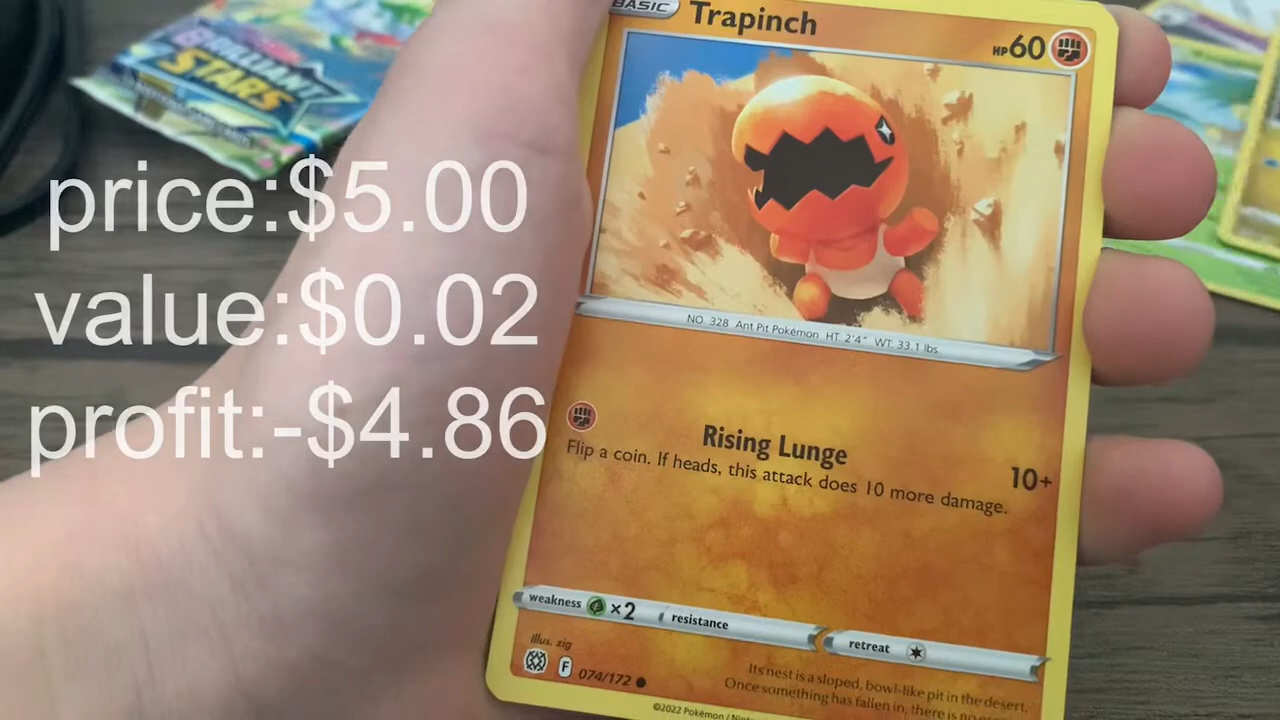 BRILLIANT
STARS
BASIC
Trapinch
HP60
price:$5.00
value:$0.02
profit:-$4.86
NO. 328 Ant Pit Pokémon HT: 2'4" WT: 33.1 lbs.
Rising Lunge
10+
Flip a coin. If heads, this attack does 10 more damage.
weakness ×2 resistance
retreat
Illus. zig
F 074/172
Its nest is a sloped, bowl-like pit in the desert.
Once something has fallen in, there is no
©2022 Pokémon